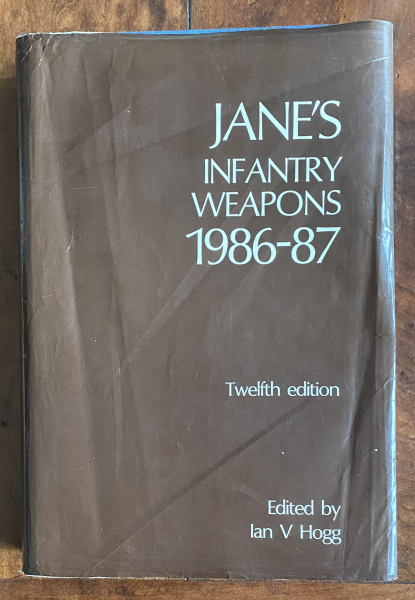 JANE'S
INFANTRY
WEAPONS
1986-87
Twelfth edition
Edited by
Ian V Hogg